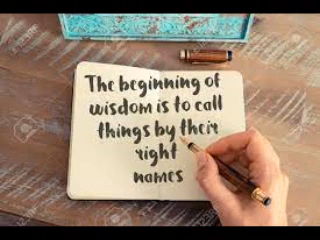 The beginning of
wisdom is to call
things by their
right
names